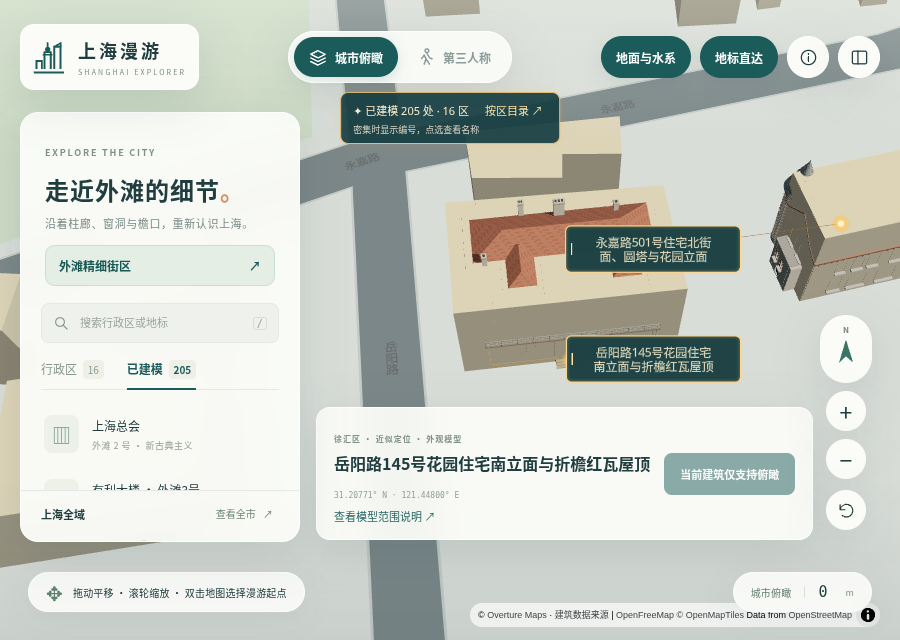 上海漫游
SHANGHAI EXPLORER
城市俯瞰
第三人称
地面与水系
地标直达
✦ 已建模 205 处 · 16 区 按区目录 ↗
密集时显示编号，点选查看名称
永嘉路
永嘉路
岳阳路
EXPLORE THE CITY
走近外滩的细节。
沿着柱廊、窗洞与檐口，重新认识上海。
外滩精细街区 ↗
搜索行政区或地标 /
行政区 16 已建模 205
上海总会
外滩 2 号 · 新古典主义
有利大楼 · 外滩3号
上海全域 查看全市 ↗
永嘉路501号住宅北街
面、圆塔与花园立面
岳阳路145号花园住宅
南立面与折檐红瓦屋顶
N
徐汇区 · 近似定位 · 外观模型
岳阳路145号花园住宅南立面与折檐红瓦屋顶
当前建筑仅支持俯瞰
31.20771° N · 121.44800° E
查看模型范围说明 ↗
拖动平移 · 滚轮缩放 · 双击地图选择漫游起点
城市俯瞰 0 m
© Overture Maps · 建筑数据来源 | OpenFreeMap © OpenMapTiles Data from OpenStreetMap